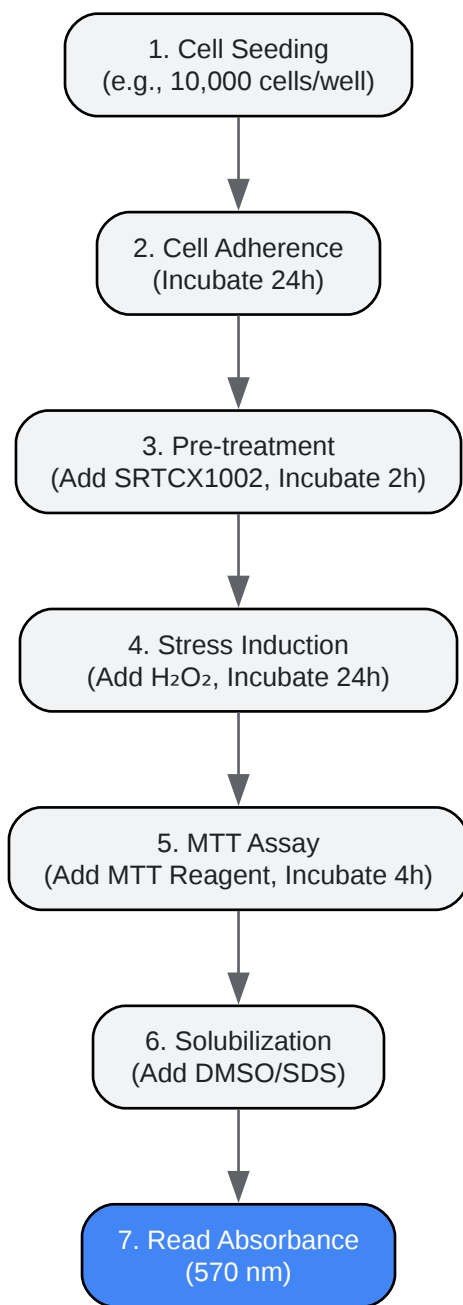 1. Cell Seeding
(e.g., 10,000 cells/well)
2. Cell Adherence
(Incubate 24h)
3. Pre-treatment
(Add SRTCX1002, Incubate 2h)
4. Stress Induction
(Add H₂O₂, Incubate 24h)
5. MTT Assay
(Add MTT Reagent, Incubate 4h)
6. Solubilization
(Add DMSO/SDS)
7. Read Absorbance
(570 nm)